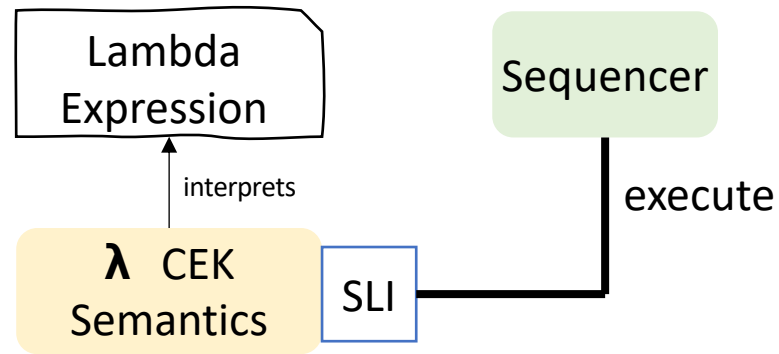 Lambda
Expression
Sequencer
interprets
execute
λ CEK
Semantics
SLI